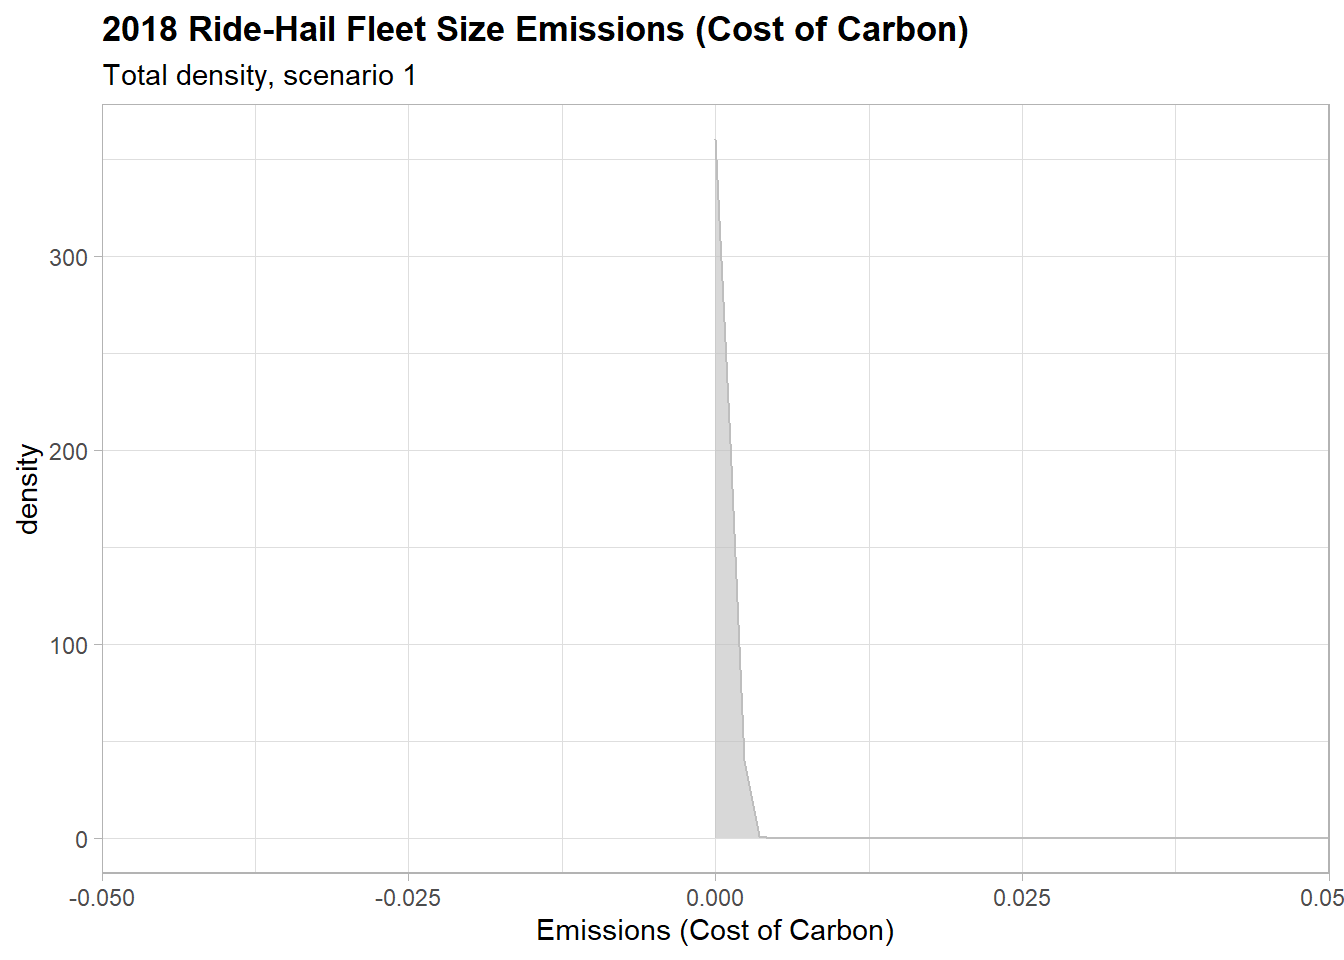 2018 Ride-Hail Fleet Size Emissions (Cost of Carbon)
Total density, scenario 1
density
300
200
100
0
-0.050
-0.025
0.000
0.025
0.05
Emissions (Cost of Carbon)